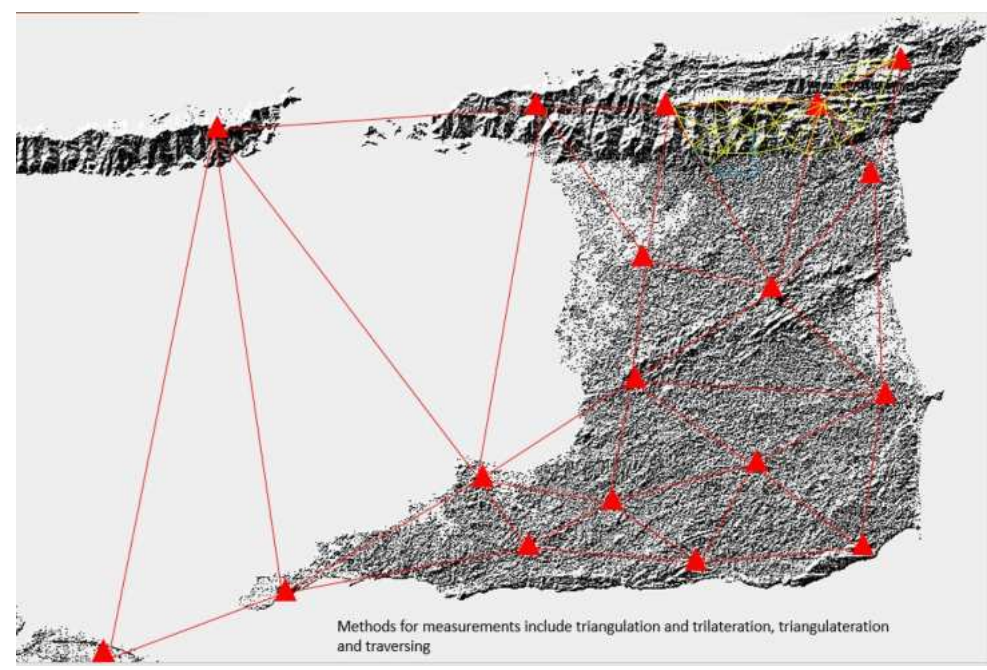 Methods for measurements include triangulation and trilateration, triangulateration
and traversing